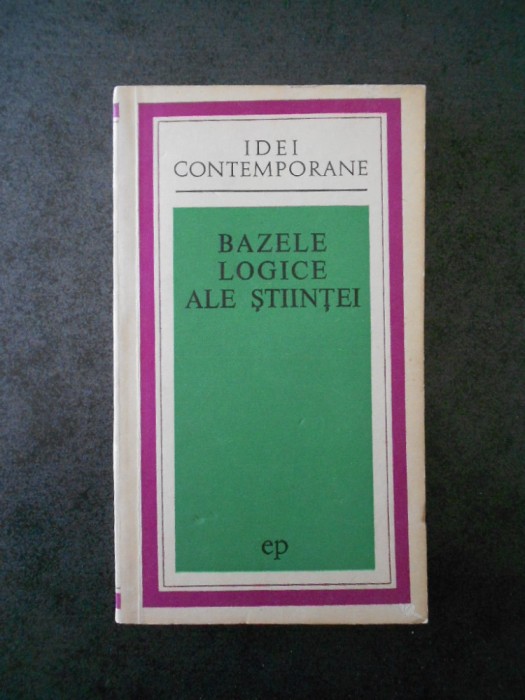 IDEI
CONTEMPORANE
BAZELE
LOGICE
ALE ŞTIINŢEI
ep